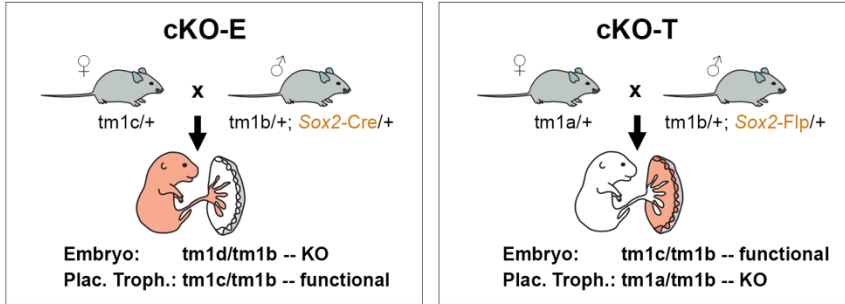 cKO-E
♀ ♂
x
tm1c/+ tm1b/+; Sox2-Cre/+
Embryo: tm1d/tm1b -- KO
Plac. Troph.: tm1c/tm1b -- functional
cKO-T
♀ ♂
x
tm1a/+ tm1b/+; Sox2-Flp/+
Embryo: tm1c/tm1b -- functional
Plac. Troph.: tm1a/tm1b -- KO